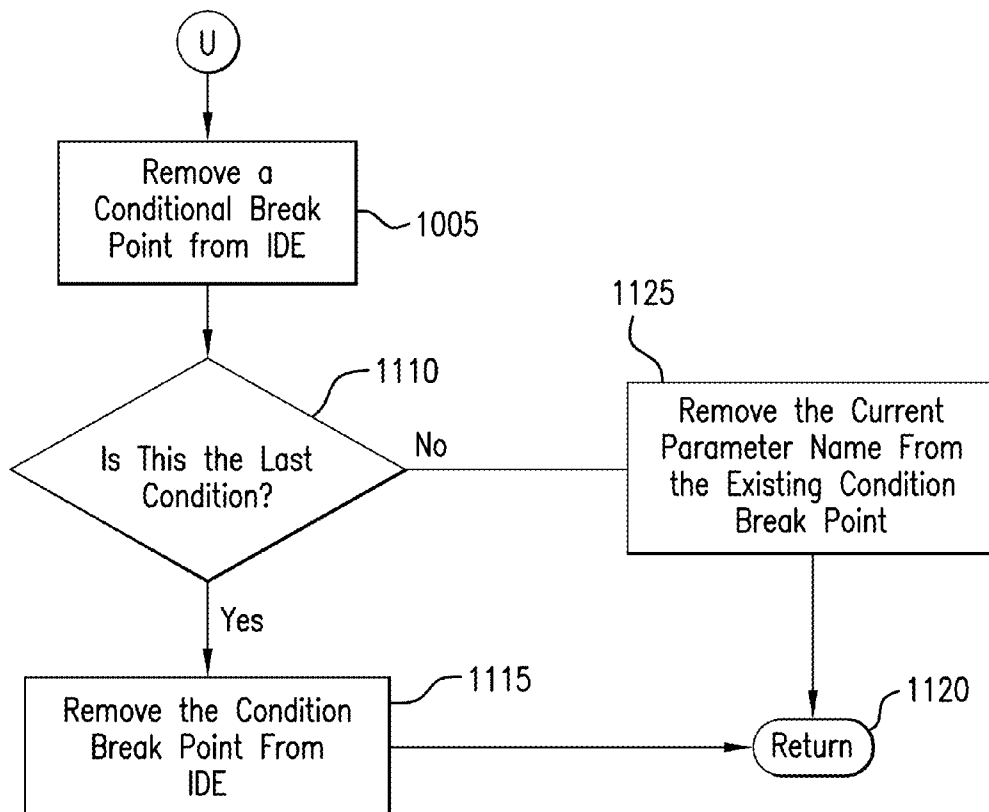 U
Remove a
Conditional Break
Point from IDE
1005
1110
Is This the Last
Condition?
No
1125
Remove the Current
Parameter Name From
the Existing Condition
Break Point
Yes
1115
Remove the Condition
Break Point From
IDE
1120
Return